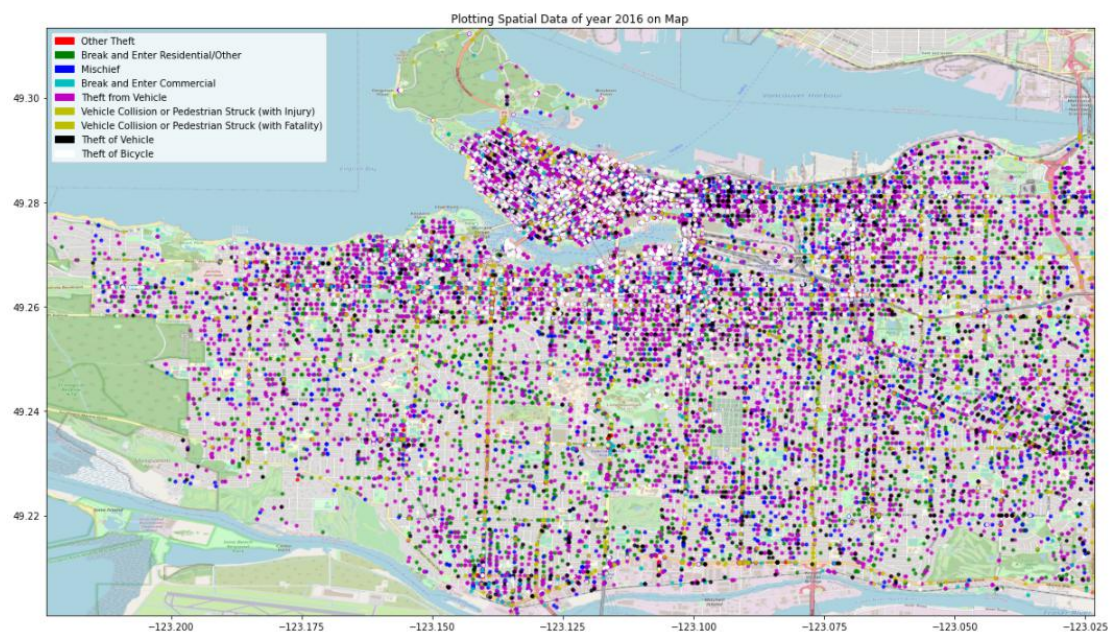 Plotting Spatial Data of year 2016 on Map
Other Theft
Break and Enter Residential/Other
Mischief
Break and Enter Commercial
Theft from Vehicle
Vehicle Collision or Pedestrian Struck (with Injury)
Vehicle Collision or Pedestrian Struck (with Fatality)
Theft of Vehicle
Theft of Bicycle
49.30
49.28
49.26
49.24
49.22
−123.200
−123.175
−123.150
−123.125
−123.100
−123.075
−123.050
−123.025